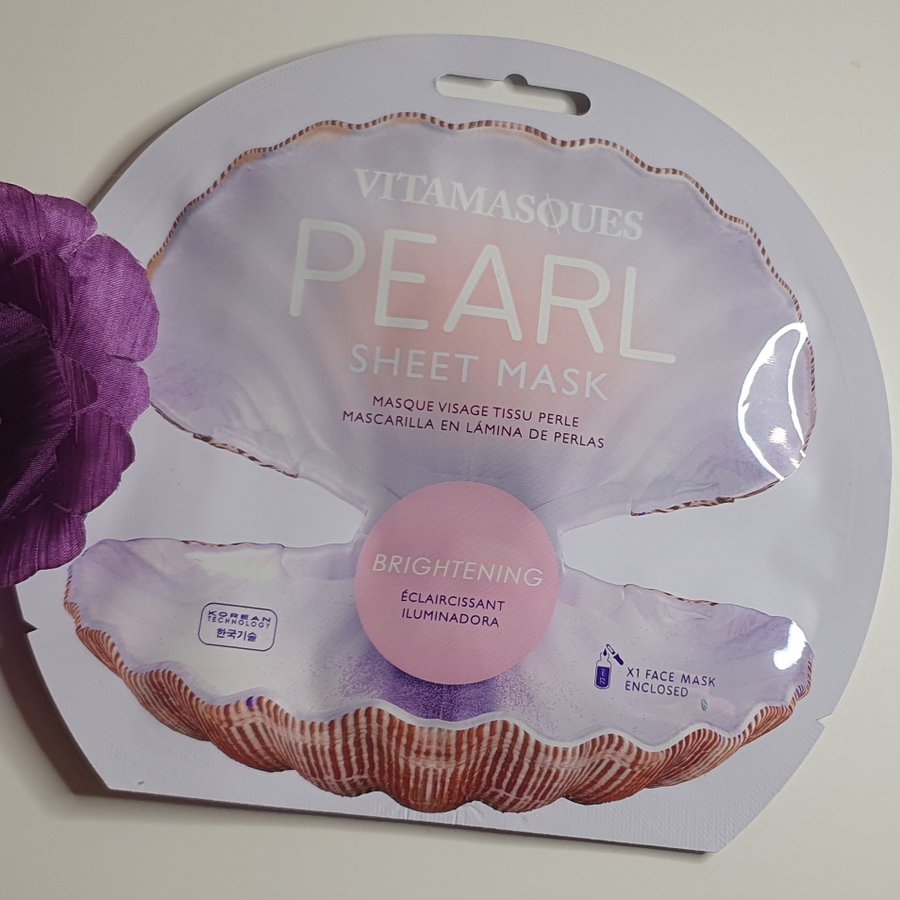 VITAMASQUES
PEARL
SHEET MASK
MASQUE VISAGE TISSU PERLE
MASCARILLA EN LÁMINA DE PERLAS
BRIGHTENING
ÉCLAIRCISSANT
ILUMINADORA
KOREAN
TECHNOLOGY
한국기술
X1 FACE MASK
ENCLOSED